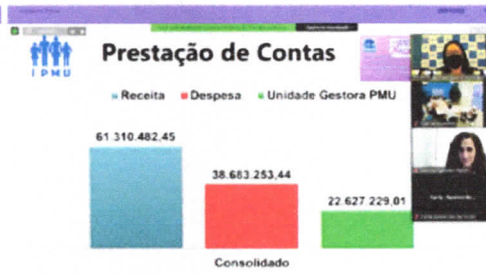 IPMU
Prestação de Contas
Receita Despesa Unidade Gestora PMU
61.310.482,45
38.683.253,44
22.627.229,01
Consolidado